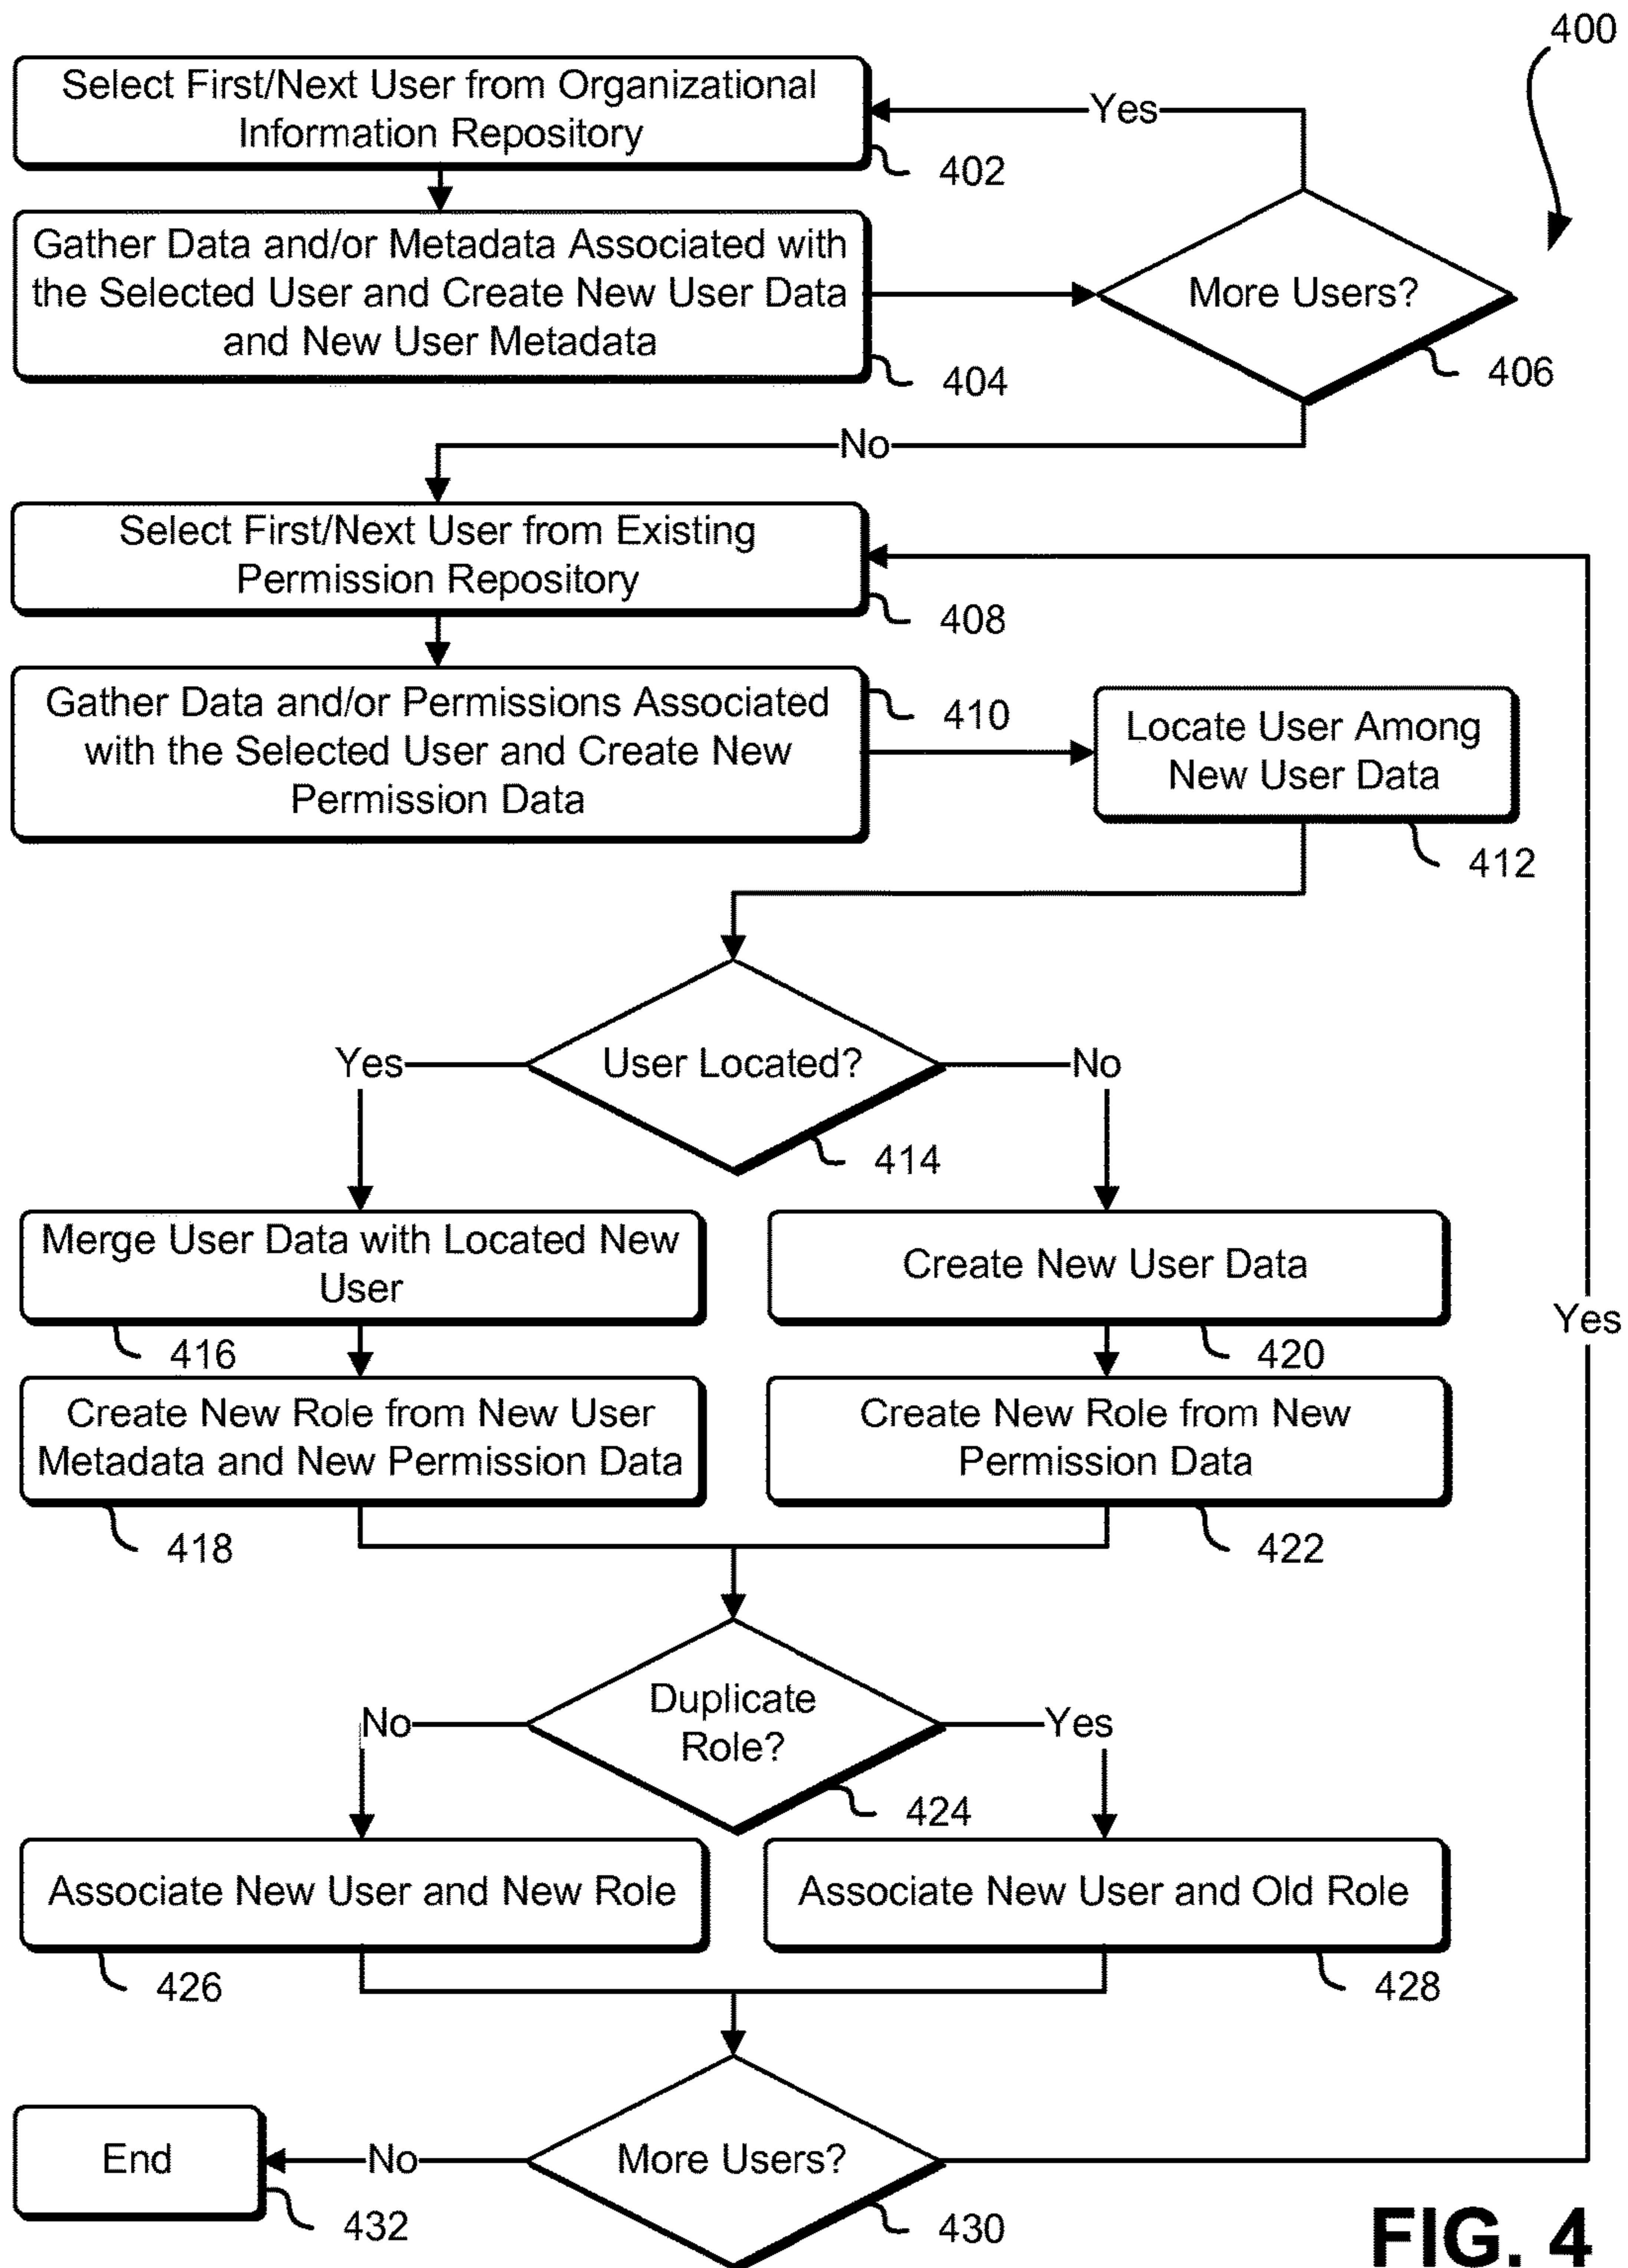 400
Select First/Next User from Organizational
Information Repository
402
Yes
Gather Data and/or Metadata Associated with
the Selected User and Create New User Data
and New User Metadata
404
More Users?
406
No
Select First/Next User from Existing
Permission Repository
408
Gather Data and/or Permissions Associated
with the Selected User and Create New
Permission Data
410
Locate User Among
New User Data
412
User Located?
414
Yes
No
Merge User Data with Located New
User
416
Create New User Data
420
Yes
Create New Role from New User
Metadata and New Permission Data
418
Create New Role from New
Permission Data
422
Duplicate
Role?
424
No
Yes
Associate New User and New Role
426
Associate New User and Old Role
428
More Users?
430
No
End
432
FIG. 4